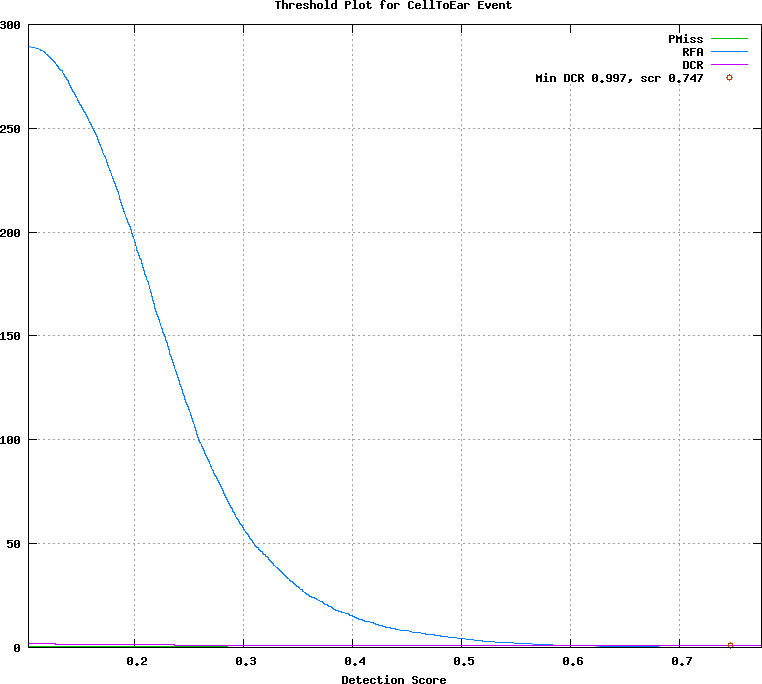 Threshold Plot for CellToEar Event
300
PMiss
RFA
DCR
Min DCR 0.997, scr 0.747
250
200
150
100
50
0
0.2 0.3 0.4 0.5 0.6 0.7
Detection Score